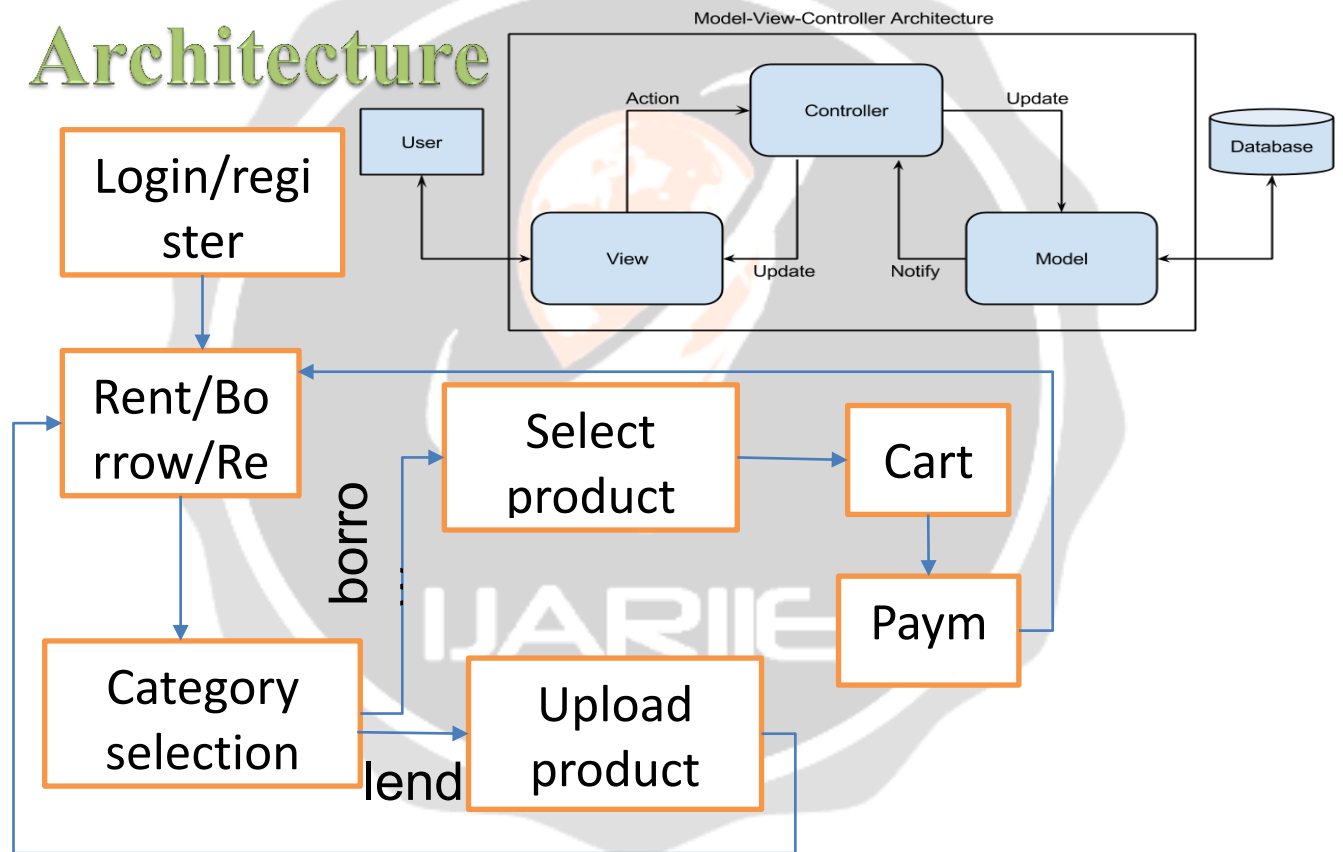 Architecture
Model-View-Controller Architecture
User
Action
Controller
Update
Database
View
Update
Notify
Model
Login/regi
ster
Rent/Bo
rrow/Re
Select
product
Cart
borro
Paym
IJARIIE
Category
selection
lend
Upload
product